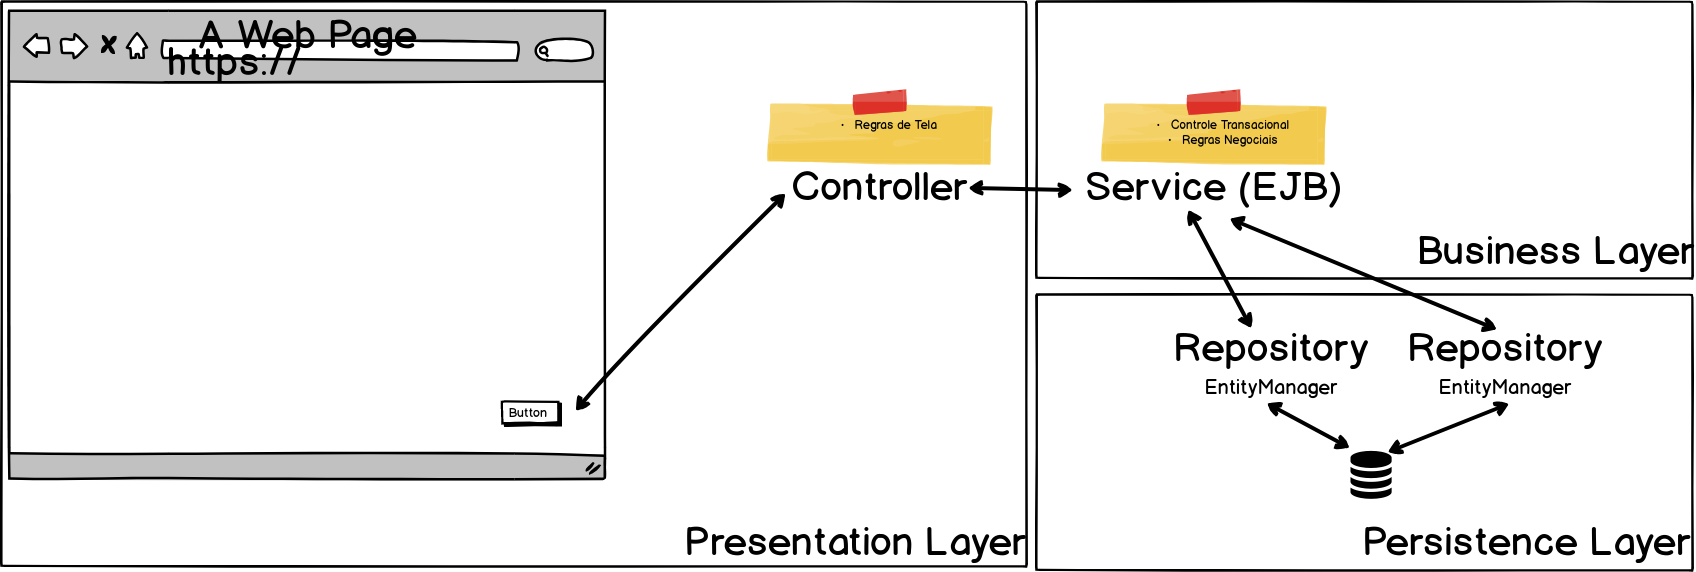 A Web Page
https://
Button
• Regras de Tela
Controller
Presentation Layer
• Controle Transacional
• Regras Negociais
Service (EJB)
Business Layer
Repository
EntityManager
Repository
EntityManager
Persistence Layer